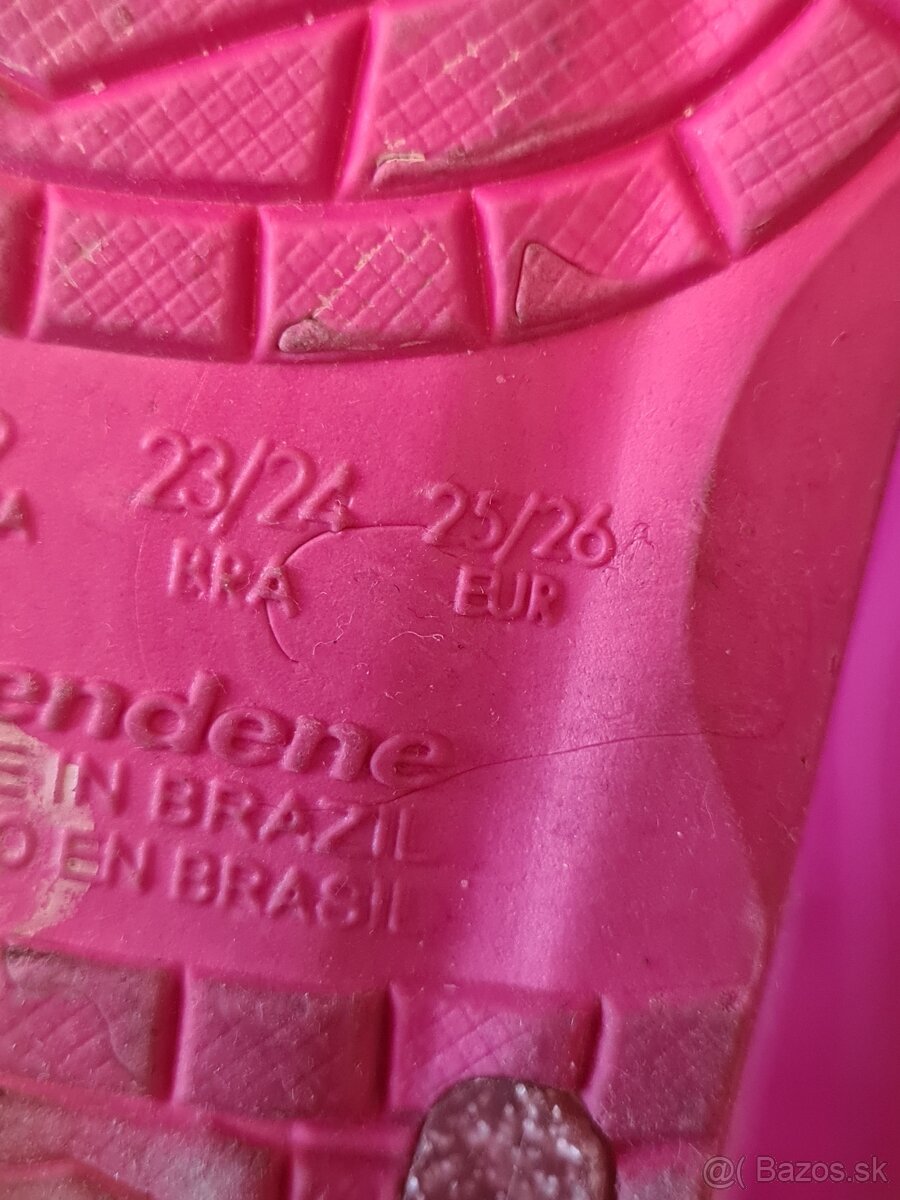 23/24 25/26
BRA EUR
endene
E IN BRAZIL
O EN BRASIL
@( Bazos.sk